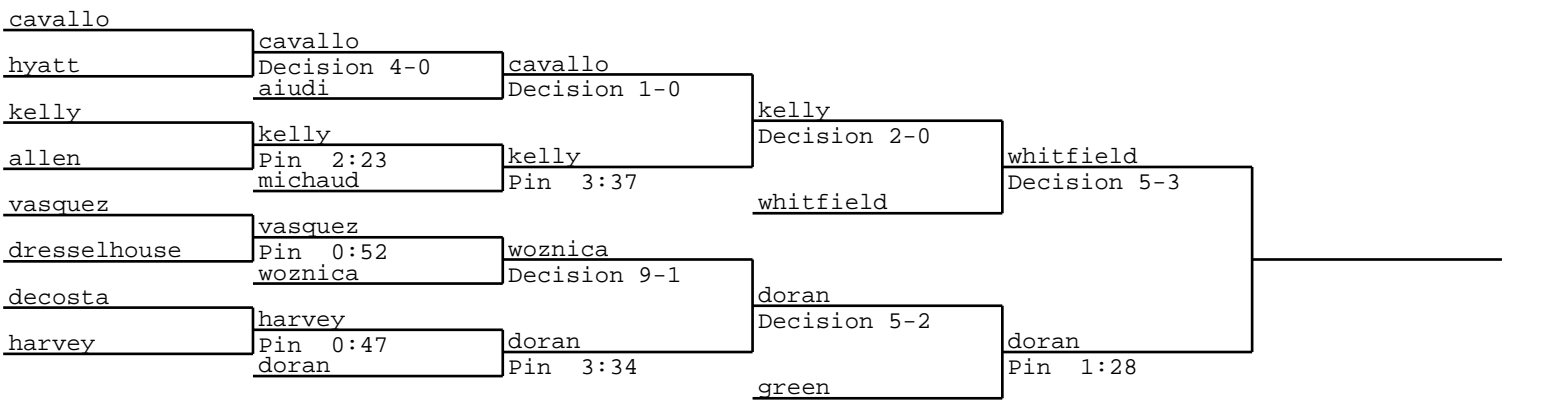 cavallo
hyatt
kelly
allen
vasquez
dresselhouse
decosta
harvey
cavallo
Decision 4-0
aiudi
kelly
Pin  2:23
michaud
vasquez
Pin  0:52
woznica
harvey
Pin  0:47
doran
cavallo
Decision 1-0
kelly
Pin  3:37
woznica
Decision 9-1
doran
Pin  3:34
kelly
Decision 2-0
whitfield
doran
Decision 5-2
green
whitfield
Decision 5-3
doran
Pin  1:28